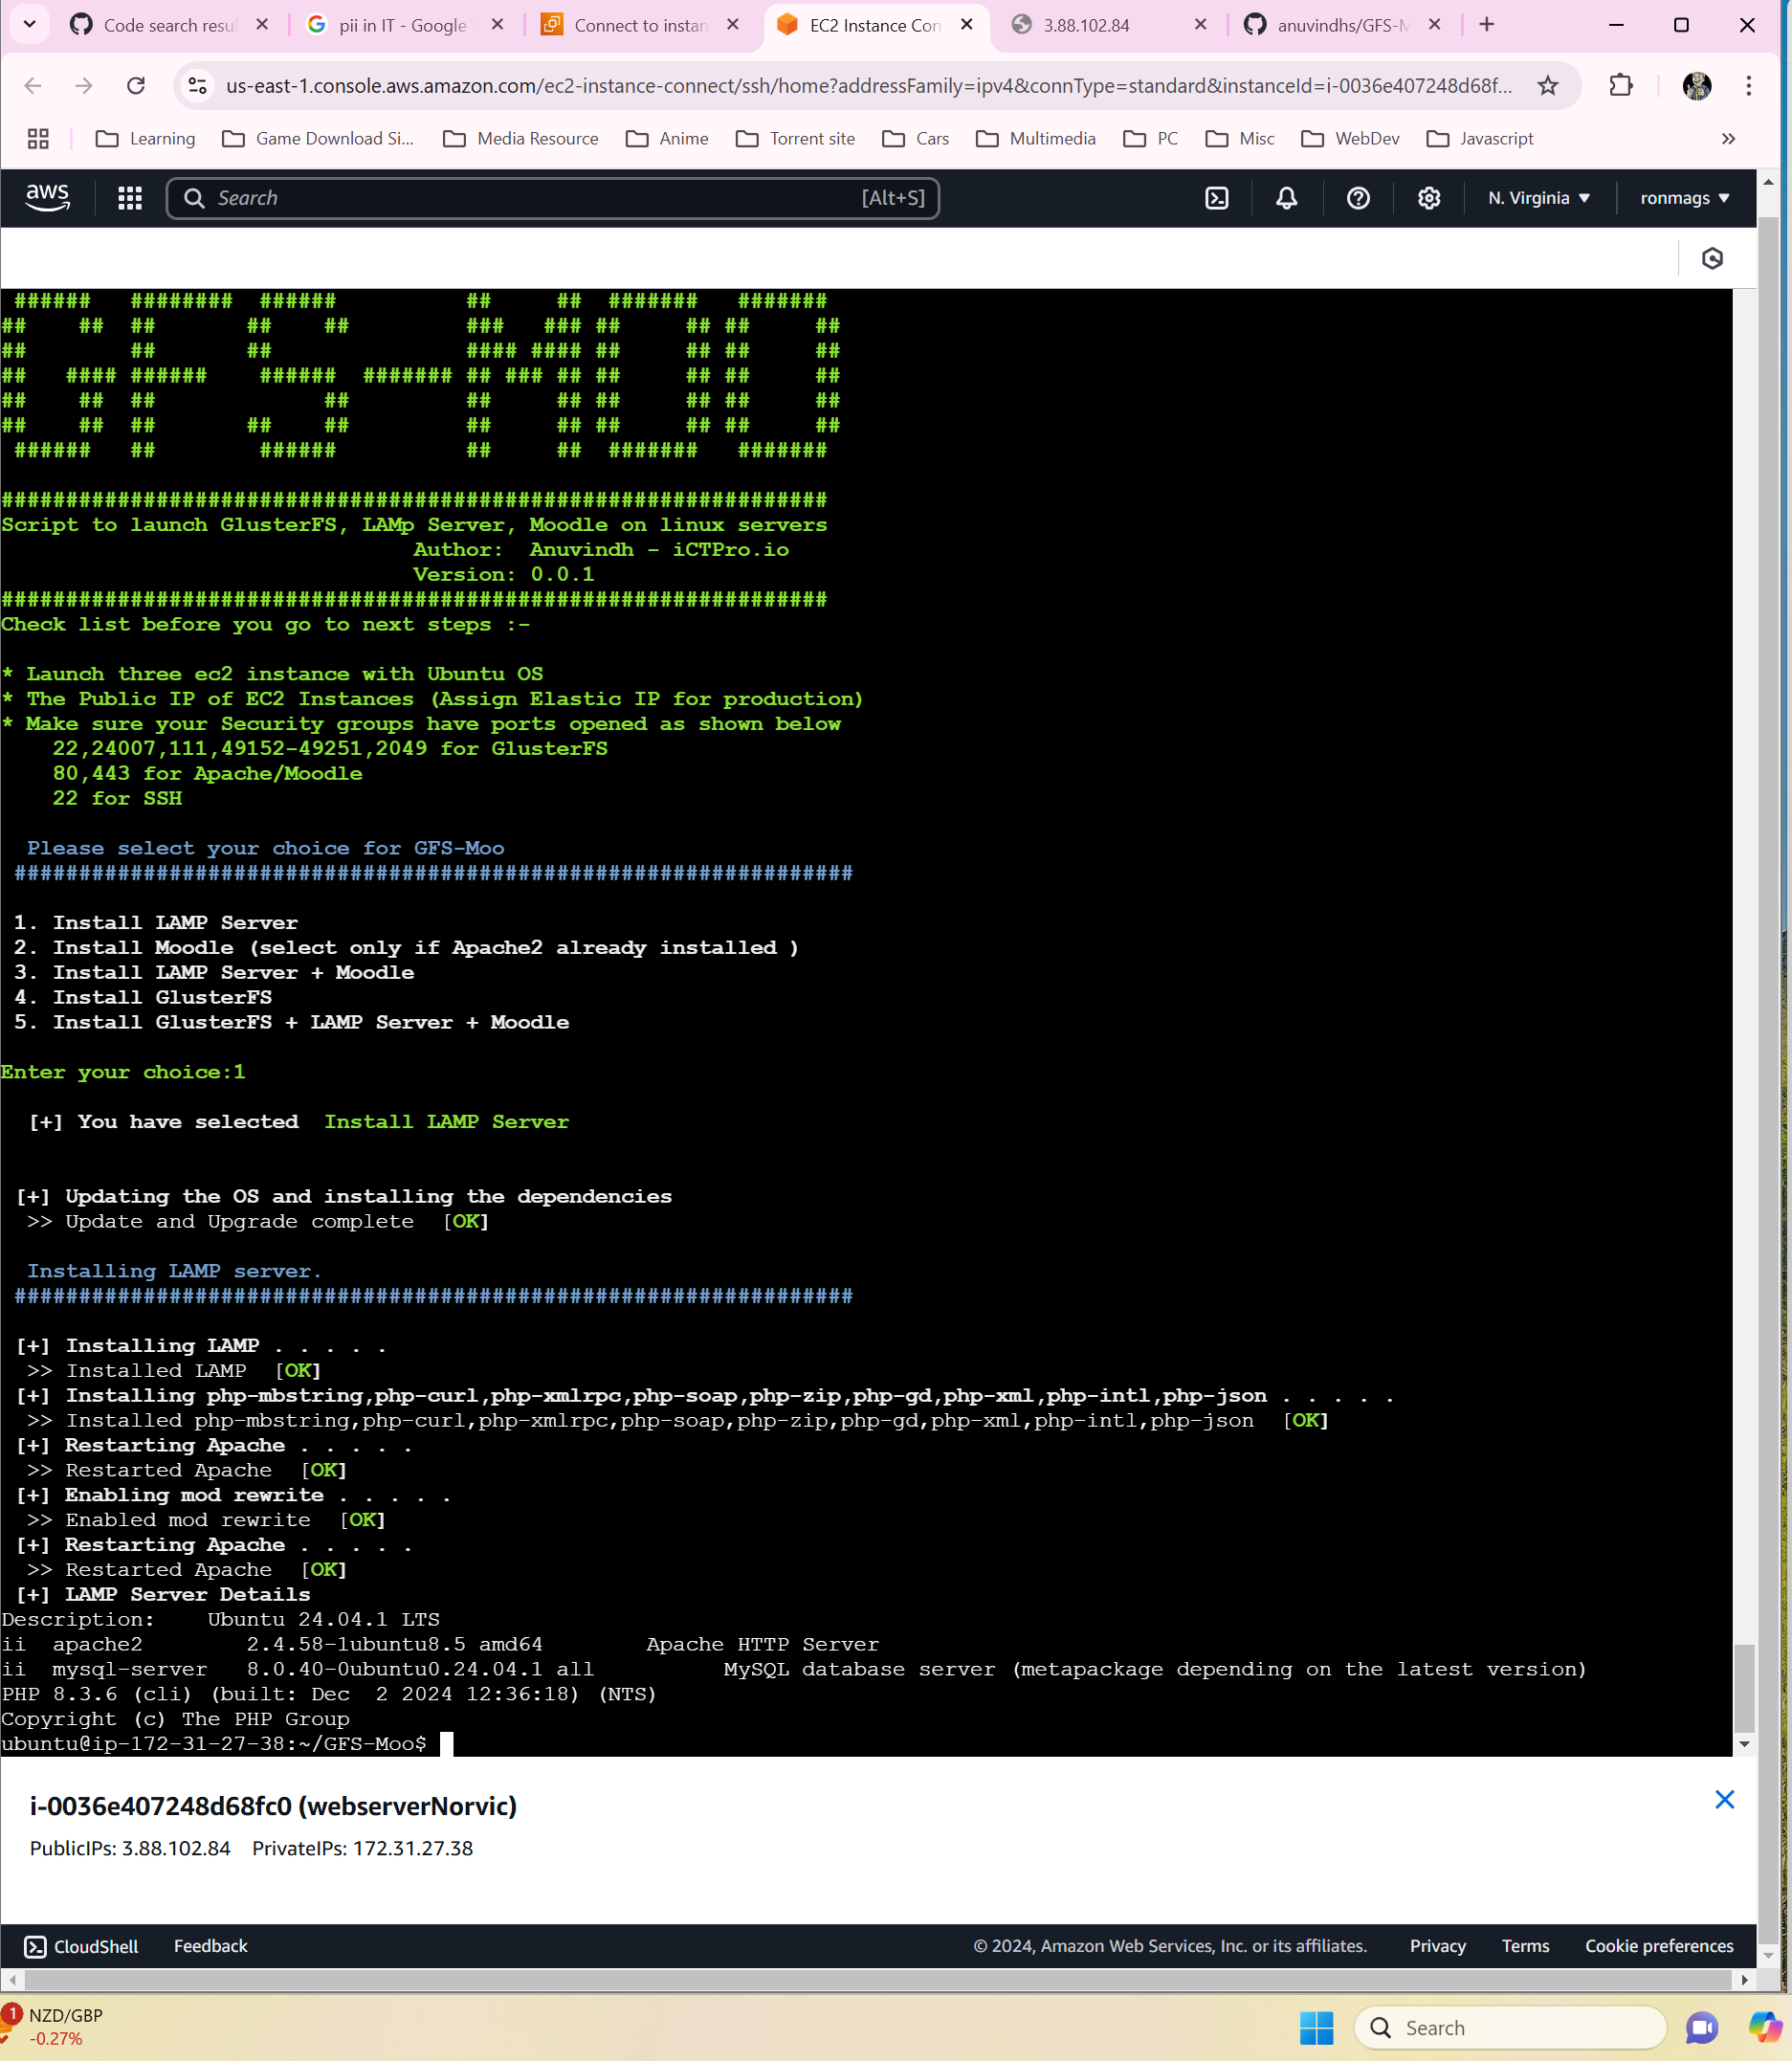 Code search resul
pii in IT - Google
Connect to instan
EC2 Instance Con
3.88.102.84
anuvindhs/GFS-M
us-east-1.console.aws.amazon.com/ec2-instance-connect/ssh/home?addressFamily=ipv4&connType=standard&instanceId=i-0036e407248d68f...
Learning
Game Download Si...
Media Resource
Anime
Torrent site
Cars
Multimedia
PC
Misc
WebDev
Javascript
aws
Search
[Alt+S]
N. Virginia
ronmags
GFS-MOO
################################################################
Script to launch GlusterFS, LAMp Server, Moodle on linux servers
Author:  Anuvindh - iCTPro.io
Version: 0.0.1
################################################################
Check list before you go to next steps :-
* Launch three ec2 instance with Ubuntu OS
* The Public IP of EC2 Instances (Assign Elastic IP for production)
* Make sure your Security groups have ports opened as shown below
22,24007,111,49152-49251,2049 for GlusterFS
80,443 for Apache/Moodle
22 for SSH
Please select your choice for GFS-Moo
#################################################################
1. Install LAMP Server
2. Install Moodle (select only if Apache2 already installed )
3. Install LAMP Server + Moodle
4. Install GlusterFS
5. Install GlusterFS + LAMP Server + Moodle
Enter your choice:1
[+] You have selected  Install LAMP Server
[+] Updating the OS and installing the dependencies
>> Update and Upgrade complete  [OK]
Installing LAMP server.
#################################################################
[+] Installing LAMP . . . . .
>> Installed LAMP  [OK]
[+] Installing php-mbstring,php-curl,php-xmlrpc,php-soap,php-zip,php-gd,php-xml,php-intl,php-json . . . . .
>> Installed php-mbstring,php-curl,php-xmlrpc,php-soap,php-zip,php-gd,php-xml,php-intl,php-json  [OK]
[+] Restarting Apache . . . . .
>> Restarted Apache  [OK]
[+] Enabling mod rewrite . . . . .
>> Enabled mod rewrite  [OK]
[+] Restarting Apache . . . . .
>> Restarted Apache  [OK]
[+] LAMP Server Details
Description:    Ubuntu 24.04.1 LTS
ii  apache2        2.4.58-1ubuntu8.5 amd64        Apache HTTP Server
ii  mysql-server   8.0.40-0ubuntu0.24.04.1 all          MySQL database server (metapackage depending on the latest version)
PHP 8.3.6 (cli) (built: Dec  2 2024 12:36:18) (NTS)
Copyright (c) The PHP Group
ubuntu@ip-172-31-27-38:~/GFS-Moo$
i-0036e407248d68fc0 (webserverNorvic)
PublicIPs: 3.88.102.84    PrivateIPs: 172.31.27.38
CloudShell
Feedback
© 2024, Amazon Web Services, Inc. or its affiliates.
Privacy
Terms
Cookie preferences
1
NZD/GBP
-0.27%
Search